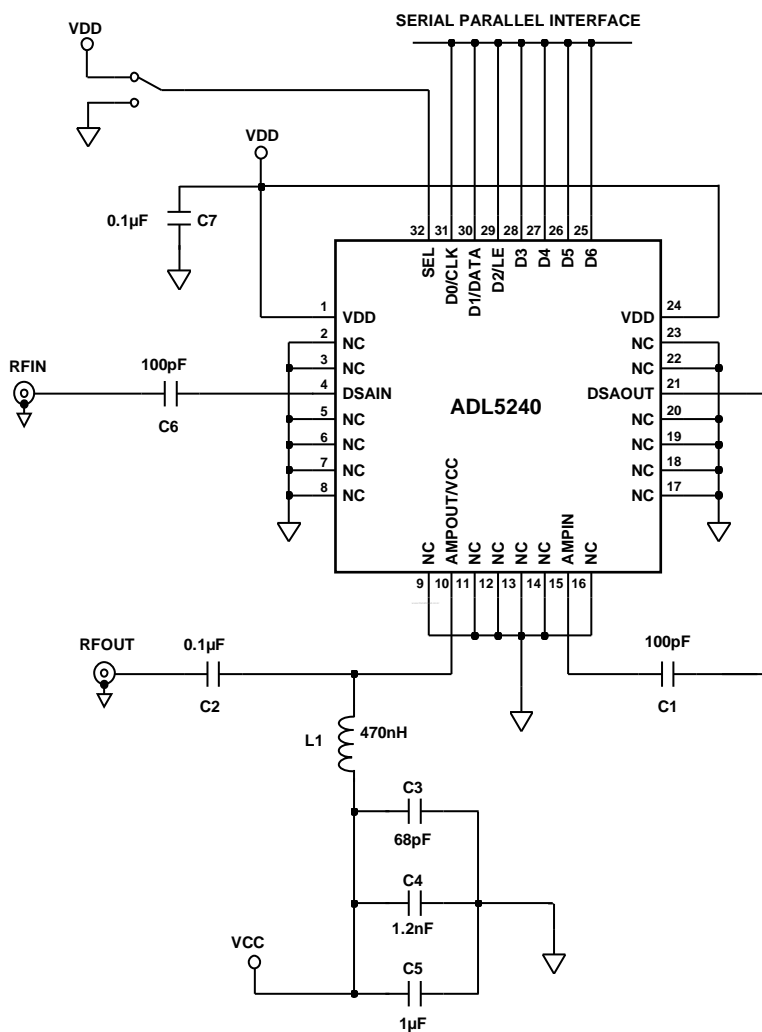 SERIAL PARALLEL INTERFACE
VDD
VDD
0.1µF
C7
32
31
30
29
28
27
26
25
SEL
D0/CLK
D1/DATA
D2/LE
D3
D4
D5
D6
1
VDD
2
NC
3
NC
4
DSAIN
5
NC
6
NC
7
NC
8
NC
24
VDD
23
NC
22
NC
21
DSAOUT
20
NC
19
NC
18
NC
17
NC
RFIN
100pF
C6
ADL5240
NC
AMPOUT/VCC
NC
NC
NC
NC
AMPIN
NC
9
10
11
12
13
14
15
16
RFOUT
0.1µF
C2
100pF
C1
L1
470nH
C3
68pF
C4
1.2nF
VCC
C5
1µF